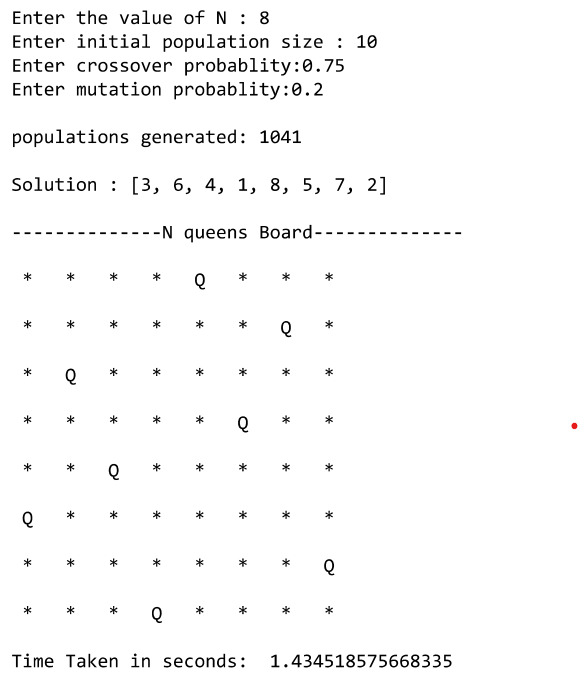 Enter the value of N : 8
Enter initial population size : 10
Enter crossover probablity:0.75
Enter mutation probablity:0.2
populations generated: 1041
Solution : [3, 6, 4, 1, 8, 5, 7, 2]
--------------N queens Board--------------
* * * * Q * * *
* * * * * * Q *
* Q * * * * * *
* * * * * Q * *
* * Q * * * * *
Q * * * * * * *
* * * * * * * Q
* * * Q * * * *
Time Taken in seconds:  1.434518575668335